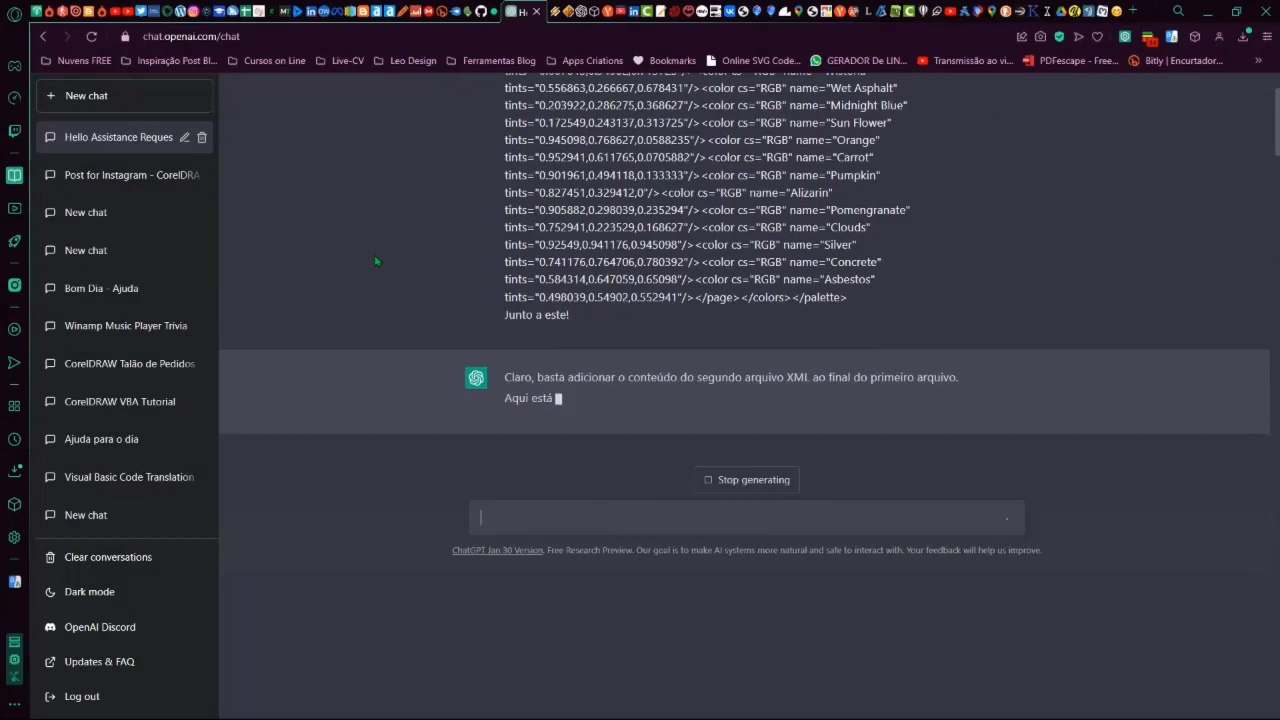 chat.openai.com/chat
Nuvens FREE
Inspiração Post Bl...
Cursos on Line
Live-CV
Leo Design
Ferramentas Blog
Apps Criations
Bookmarks
Online SVG Code...
GERADOR De LIN...
Transmissão ao vi...
PDFescape - Free...
Bitly | Encurtador...
New chat
Hello Assistance Reques
Post for Instagram - CorelDRA
New chat
New chat
Bom Dia - Ajuda
Winamp Music Player Trivia
CorelDRAW Talão de Pedidos
CorelDRAW VBA Tutorial
Ajuda para o dia
Visual Basic Code Translation
New chat
Clear conversations
Dark mode
OpenAI Discord
Updates & FAQ
Log out
tints="0.556863,0.266667,0.678431"/><color cs="RGB" name="Wet Asphalt"
tints="0.203922,0.286275,0.368627"/><color cs="RGB" name="Midnight Blue"
tints="0.172549,0.243137,0.313725"/><color cs="RGB" name="Sun Flower"
tints="0.945098,0.768627,0.0588235"/><color cs="RGB" name="Orange"
tints="0.952941,0.611765,0.0705882"/><color cs="RGB" name="Carrot"
tints="0.901961,0.494118,0.133333"/><color cs="RGB" name="Pumpkin"
tints="0.827451,0.329412,0"/><color cs="RGB" name="Alizarin"
tints="0.905882,0.298039,0.235294"/><color cs="RGB" name="Pomengranate"
tints="0.752941,0.223529,0.168627"/><color cs="RGB" name="Clouds"
tints="0.92549,0.941176,0.945098"/><color cs="RGB" name="Silver"
tints="0.741176,0.764706,0.780392"/><color cs="RGB" name="Concrete"
tints="0.584314,0.647059,0.65098"/><color cs="RGB" name="Asbestos"
tints="0.498039,0.54902,0.552941"/></page></colors></palette>
Junto a este!
Claro, basta adicionar o conteúdo do segundo arquivo XML ao final do primeiro arquivo.
Aqui está
Stop generating
ChatGPT Jan 30 Version. Free Research Preview. Our goal is to make AI systems more natural and safe to interact with. Your feedback will help us improve.